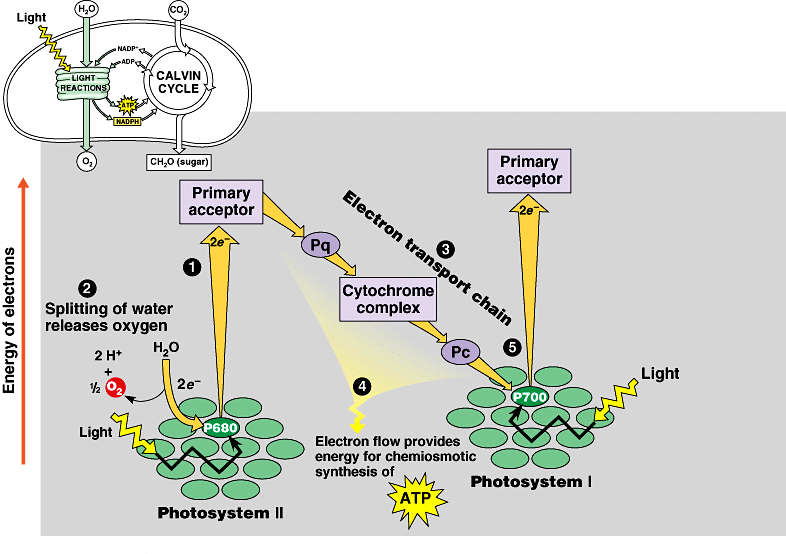 Light
H₂O
CO₂
NADP⁺
ADP
LIGHT
REACTIONS
CALVIN
CYCLE
ATP
NADPH
O₂
CH₂O (sugar)
Energy of electrons
Primary
acceptor
2e⁻
1
2
Splitting of water
releases oxygen
2 H⁺
+
½ O₂
H₂O
2e⁻
Light
P680
Photosystem II
Pq
Electron transport chain
3
Cytochrome
complex
Pc
4
Electron flow provides
energy for chemiosmotic
synthesis of
ATP
Primary
acceptor
2e⁻
5
P700
Light
Photosystem I